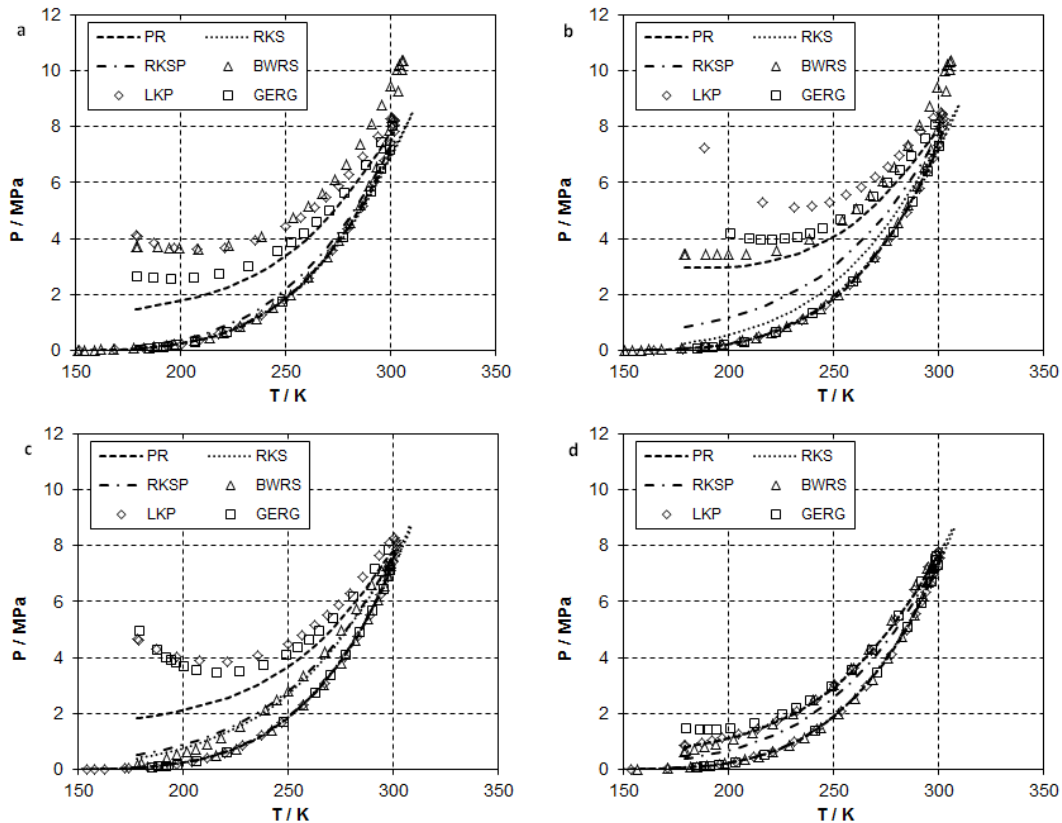 a
12
10
8
6
4
2
0
P / MPa
PR RKS
RKSP BWRS
LKP GERG
150 200 250 300 350
T / K
b
12
10
8
6
4
2
0
P / MPa
PR RKS
RKSP BWRS
LKP GERG
150 200 250 300 350
T / K
c
12
10
8
6
4
2
0
P / MPa
PR RKS
RKSP BWRS
LKP GERG
150 200 250 300 350
T / K
d
12
10
8
6
4
2
0
P / MPa
PR RKS
RKSP BWRS
LKP GERG
150 200 250 300 350
T / K